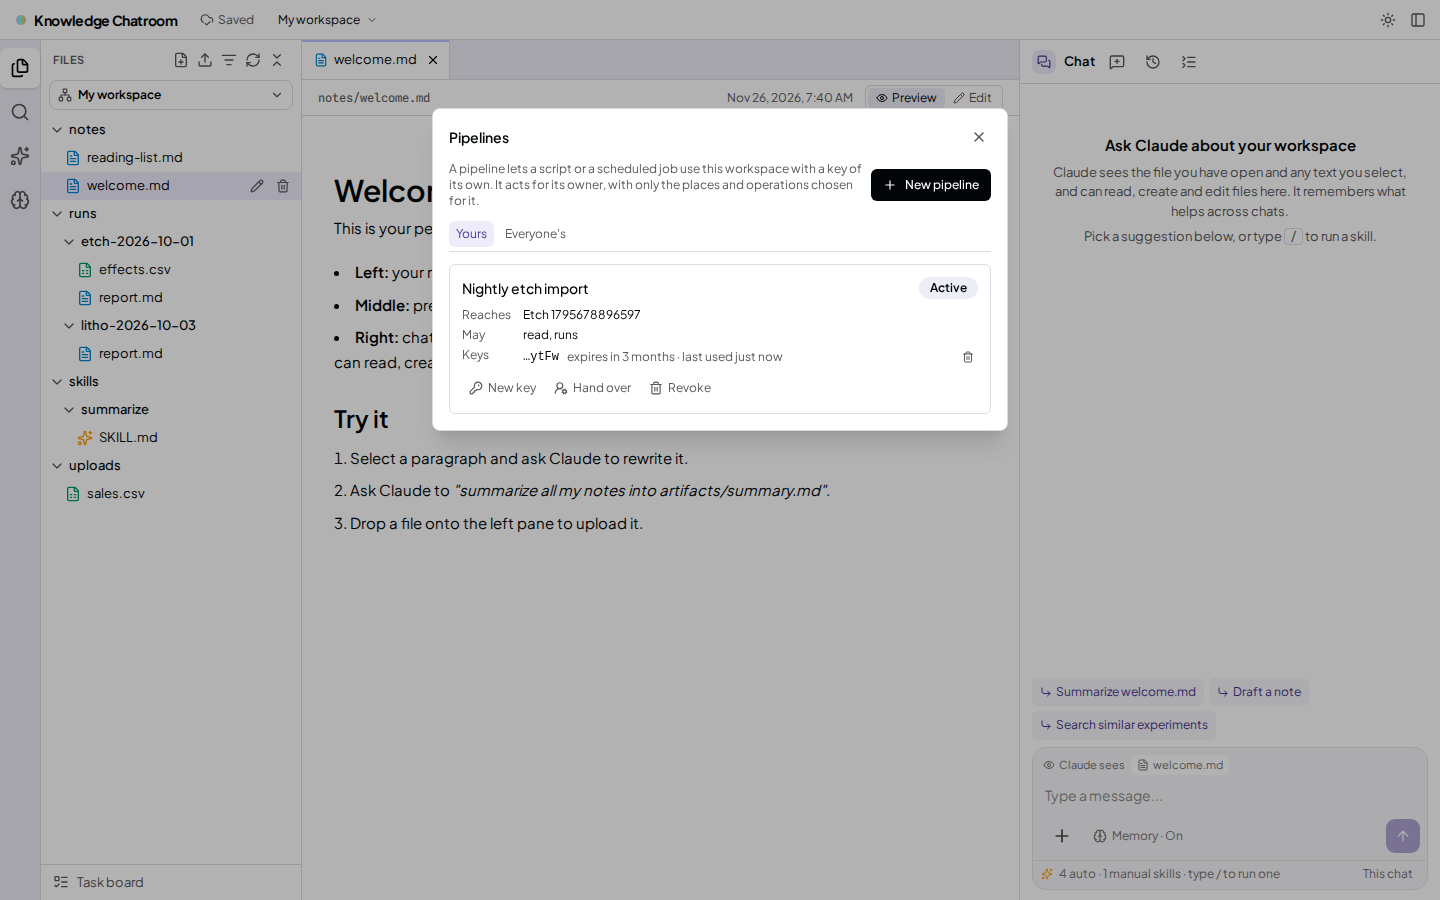 Knowledge Chatroom
Saved
My workspace
FILES
My workspace
notes
reading-list.md
welcome.md
runs
etch-2026-10-01
effects.csv
report.md
litho-2026-10-03
report.md
skills
summarize
SKILL.md
uploads
sales.csv
Task board
welcome.md
notes/welcome.md
Nov 26, 2026, 7:40 AM
Preview
Edit
This is your pe
Left: your
Middle: pre
Right: chat
can read, crea
Try it
1. Select a paragraph and ask Claude to rewrite it.
2. Ask Claude to "summarize all my notes into artifacts/summary.md".
3. Drop a file onto the left pane to upload it.
Pipelines
A pipeline lets a script or a scheduled job use this workspace with a key of
its own. It acts for its owner, with only the places and operations chosen
for it.
New pipeline
Yours
Everyone's
Nightly etch import
Active
Reaches Etch 1795678896597
May read, runs
Keys …ytFw expires in 3 months · last used just now
New key
Hand over
Revoke
Chat
Ask Claude about your workspace
Claude sees the file you have open and any text you select,
and can read, create and edit files here. It remembers what
helps across chats.
Pick a suggestion below, or type / to run a skill.
Summarize welcome.md
Draft a note
Search similar experiments
Claude sees welcome.md
Type a message...
Memory · On
4 auto · 1 manual skills · type / to run one
This chat